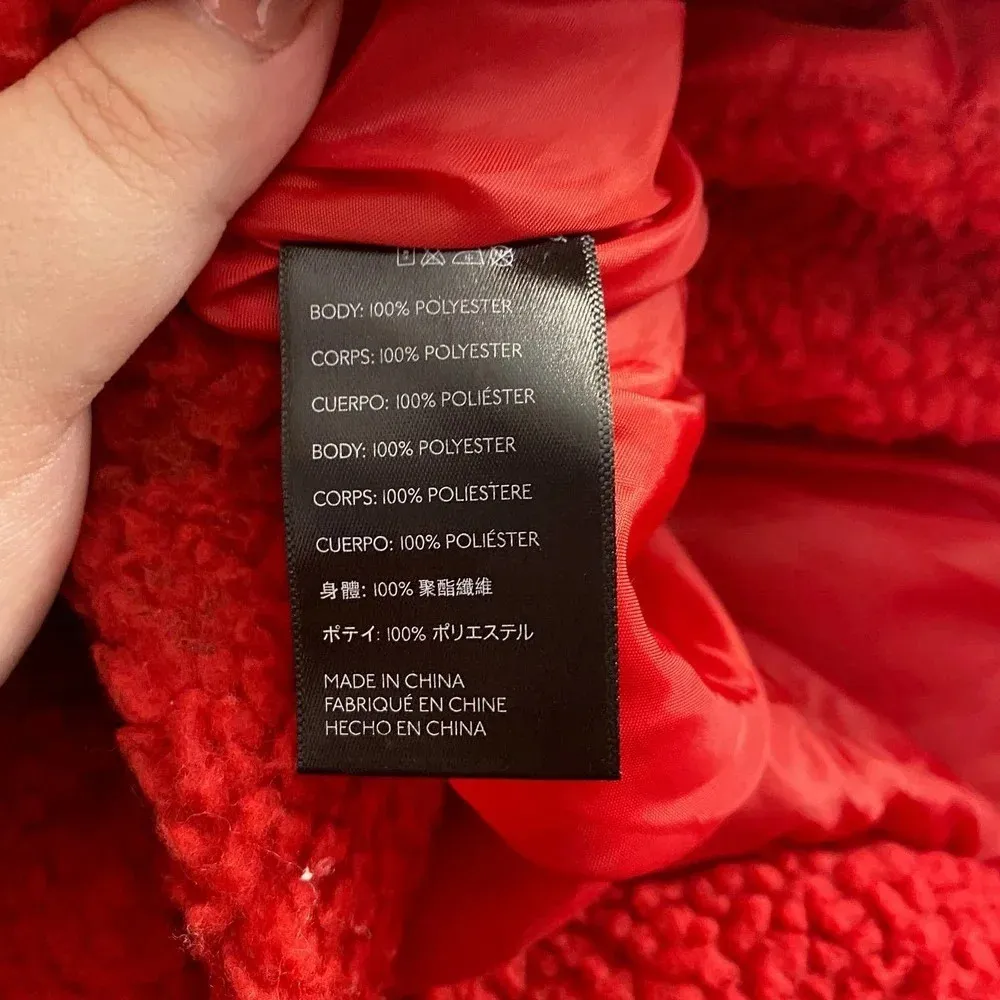 BODY: 100% POLYESTER
CORPS: 100% POLYESTER
CUERPO: 100% POLIÉSTER
BODY: 100% POLYESTER
CORPS: 100% POLIESTERE
CUERPO: 100% POLIÉSTER
身體: 100% 聚酯纖維
ポテイ: 100% ポリエステル
MADE IN CHINA
FABRIQUÉ EN CHINE
HECHO EN CHINA